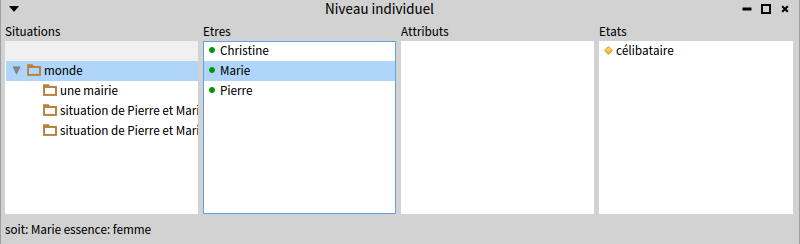 Niveau individuel
Situations
Etres
Attributs
Etats
monde
une mairie
situation de Pierre et Mari
situation de Pierre et Mari
Christine
Marie
Pierre
célibataire
soit: Marie essence: femme